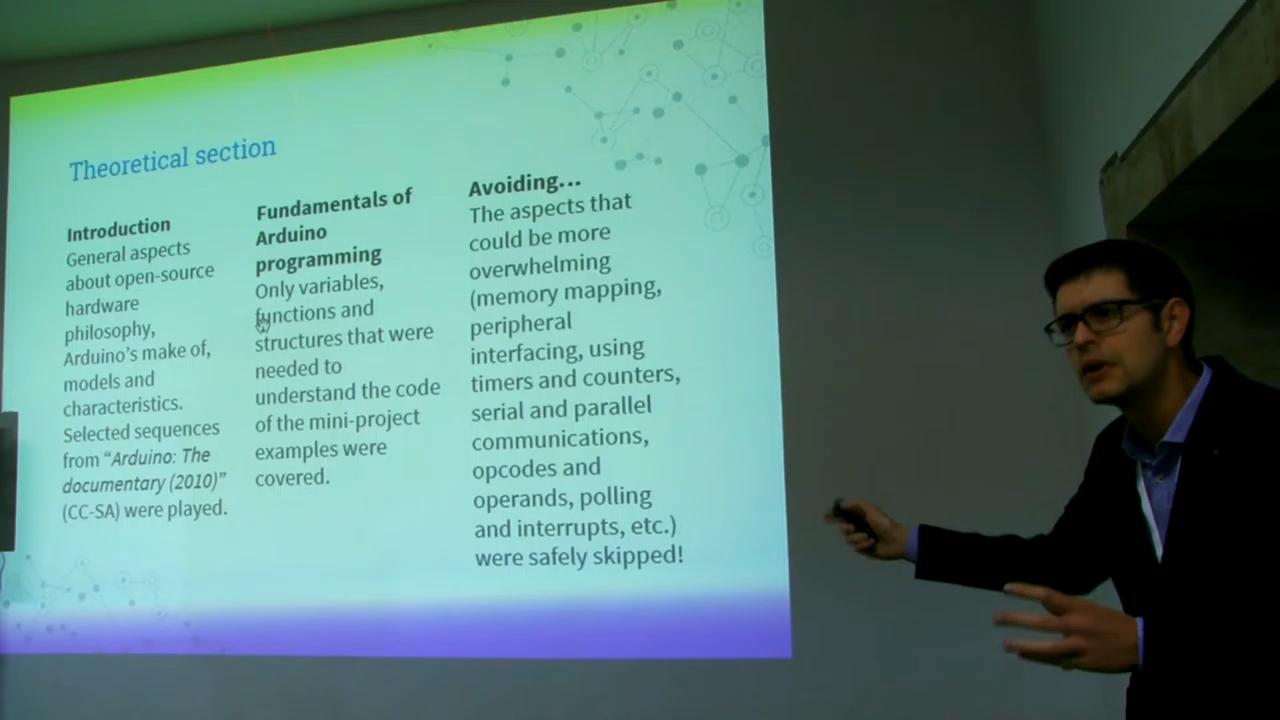 Theoretical section
Introduction
General aspects
about open-source
hardware
philosophy,
Arduino's make of,
models and
characteristics.
Selected sequences
from "Arduino: The
documentary (2010)"
(CC-SA) were played.
Fundamentals of
Arduino
programming
Only variables,
functions and
structures that were
needed to
understand the code
of the mini-project
examples were
covered.
Avoiding...
The aspects that
could be more
overwhelming
(memory mapping,
peripheral
interfacing, using
timers and counters,
serial and parallel
communications,
opcodes and
operands, polling
and interrupts, etc.)
were safely skipped!